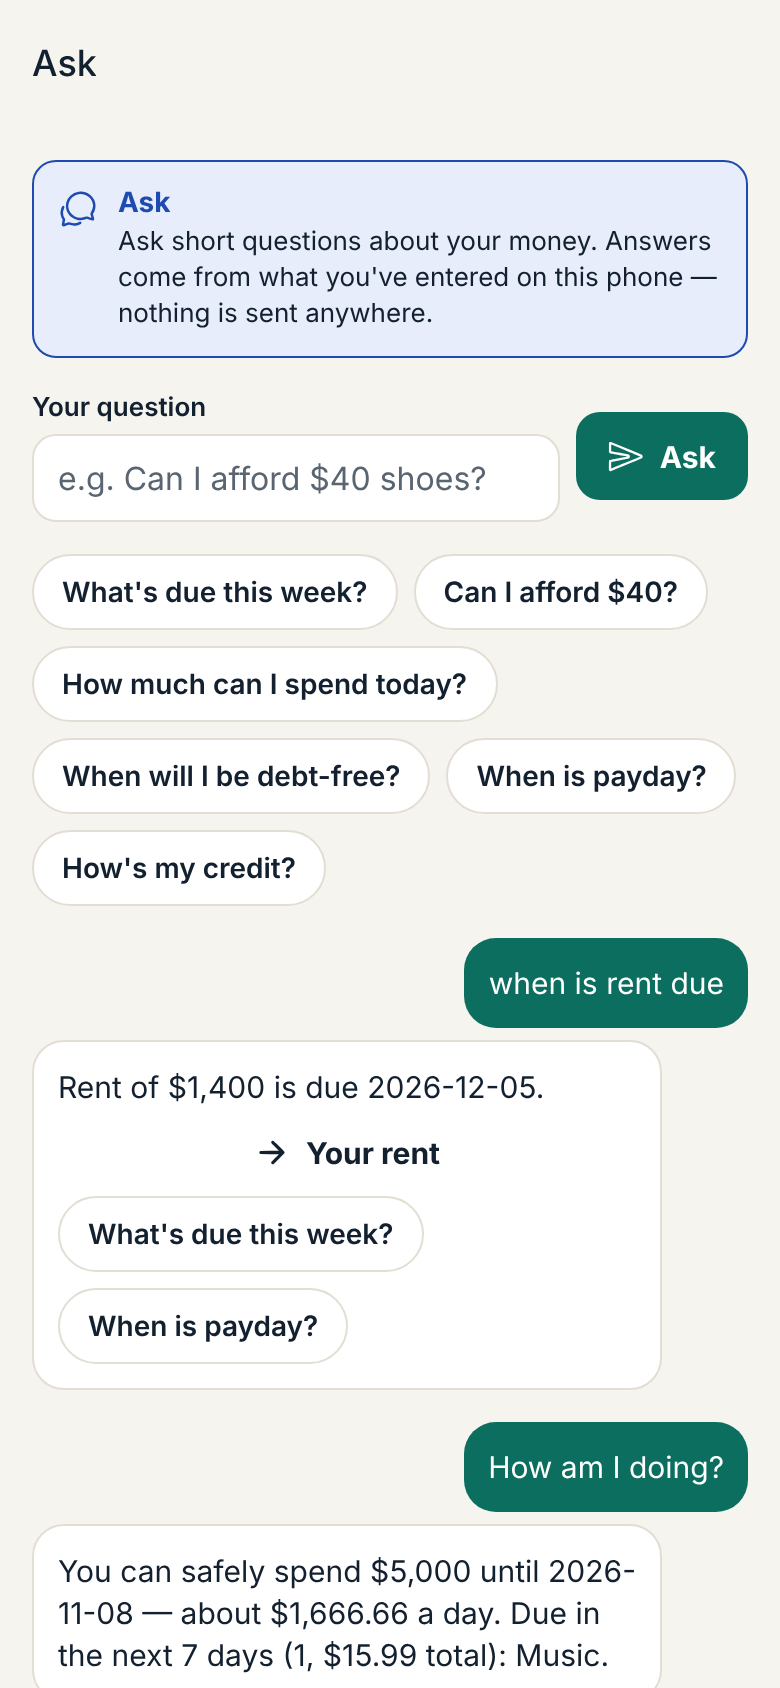 Ask
Ask
Ask short questions about your money. Answers
come from what you've entered on this phone —
nothing is sent anywhere.
Your question
e.g. Can I afford $40 shoes?
Ask
What's due this week?
Can I afford $40?
How much can I spend today?
When will I be debt-free?
When is payday?
How's my credit?
when is rent due
Rent of $1,400 is due 2026-12-05.
→ Your rent
What's due this week?
When is payday?
How am I doing?
You can safely spend $5,000 until 2026-
11-08 — about $1,666.66 a day. Due in
the next 7 days (1, $15.99 total): Music.